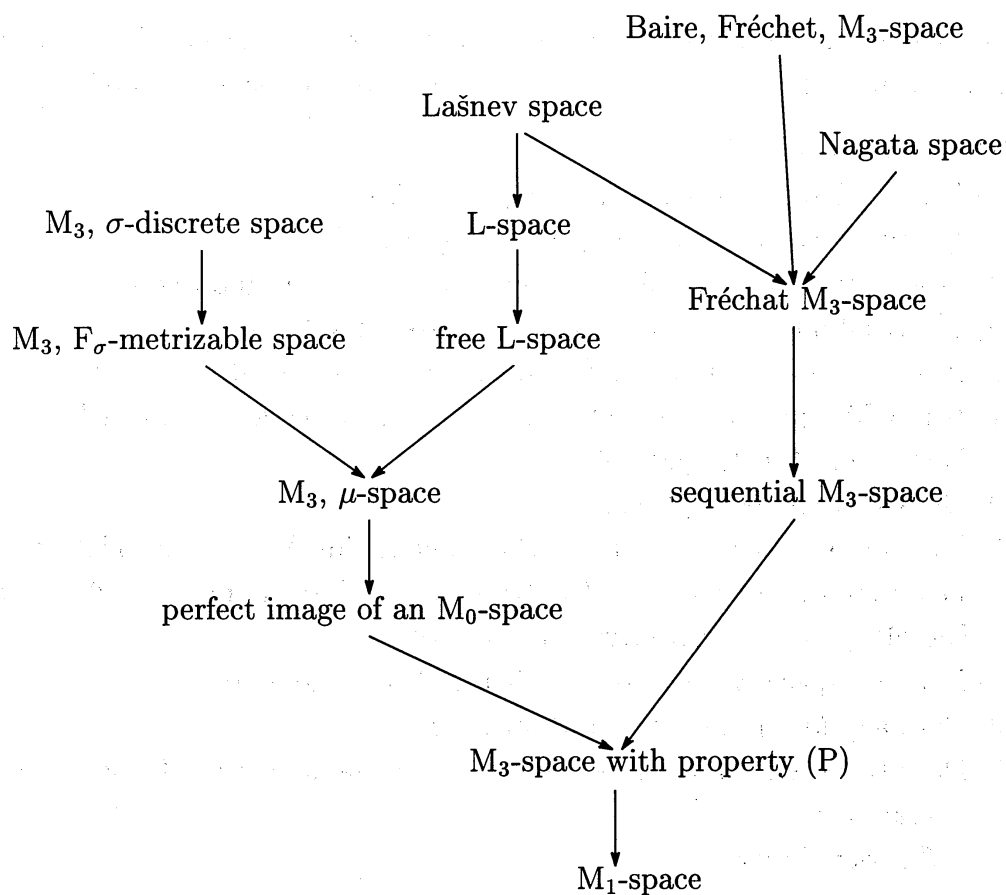 Baire, Fréchet, M₃-space
Lašnev space
Nagata space
M₃, σ-discrete space
L-space
Fréchat M₃-space
M₃, Fσ-metrizable space
free L-space
M₃, μ-space
sequential M₃-space
perfect image of an M₀-space
M₃-space with property (P)
M₁-space